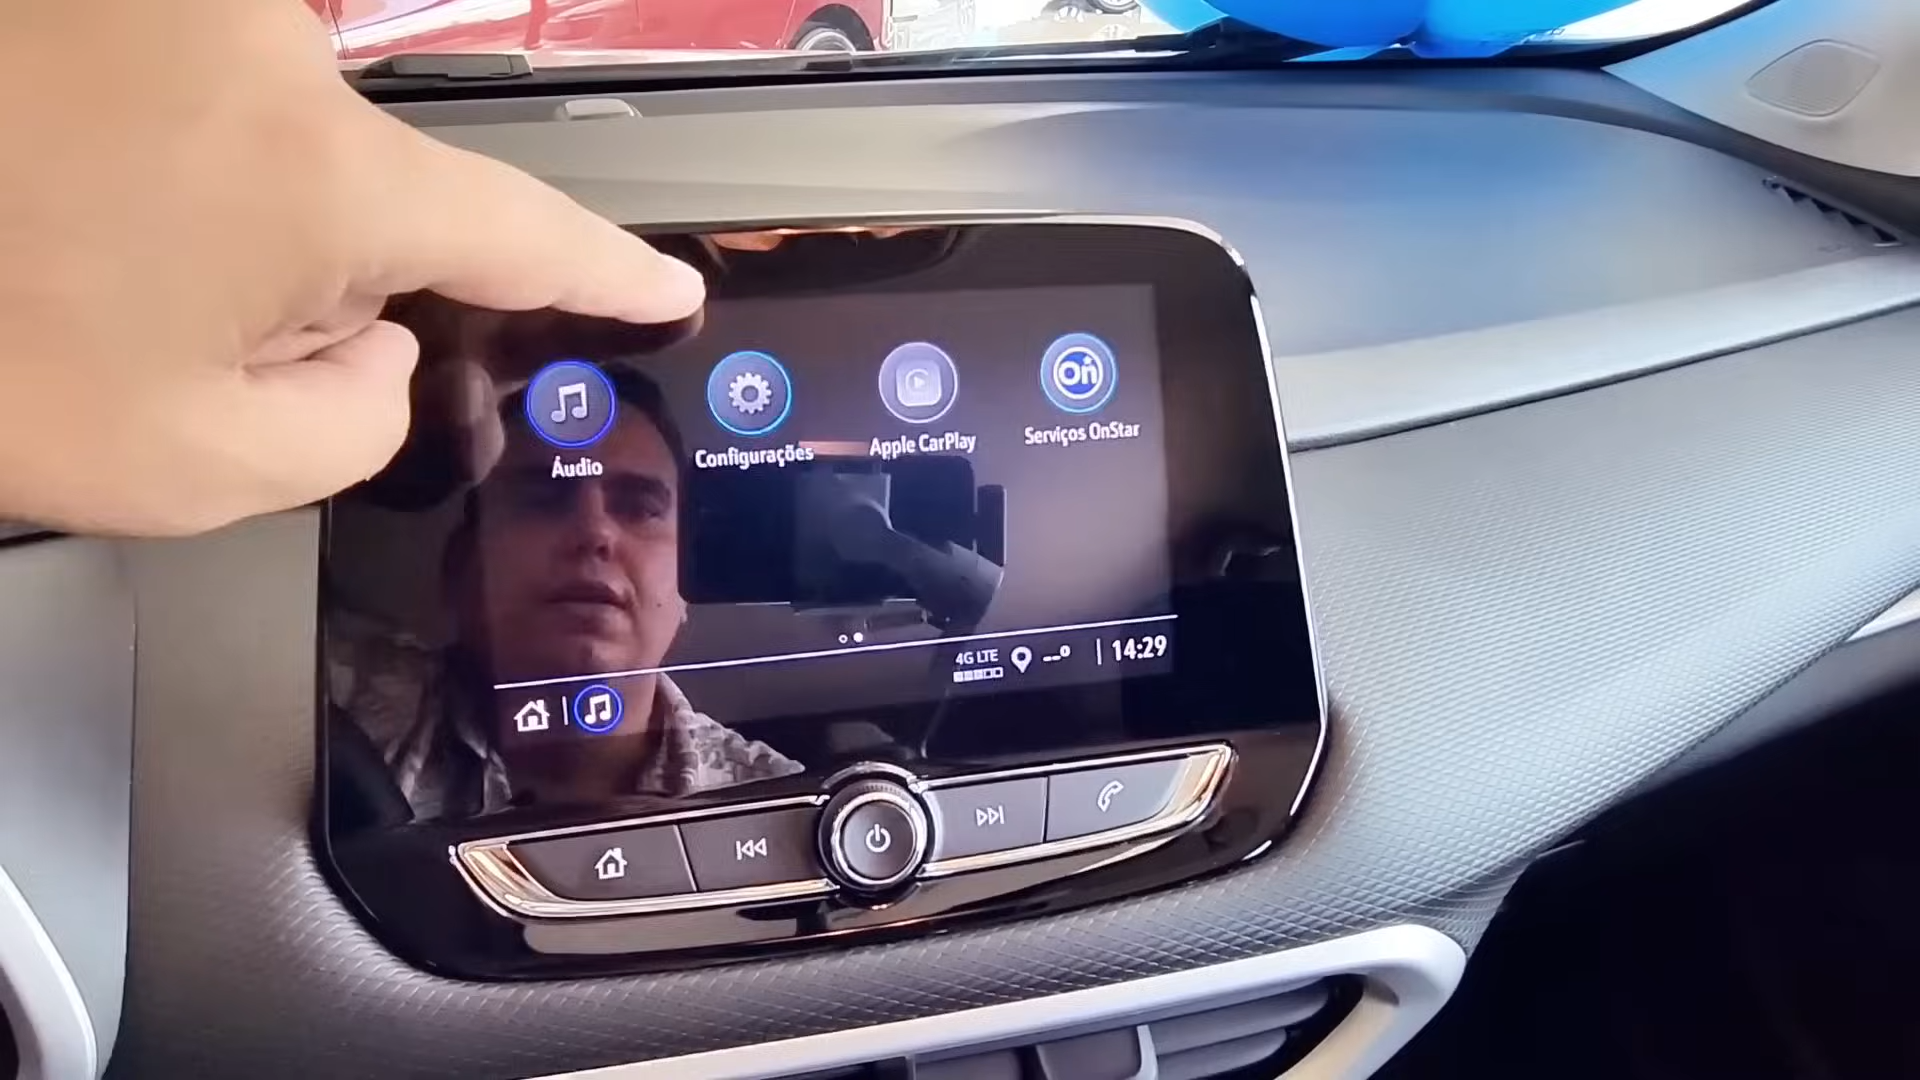 Áudio
Configurações
Apple CarPlay
On
Serviços OnStar
4G LTE
--°
14:29